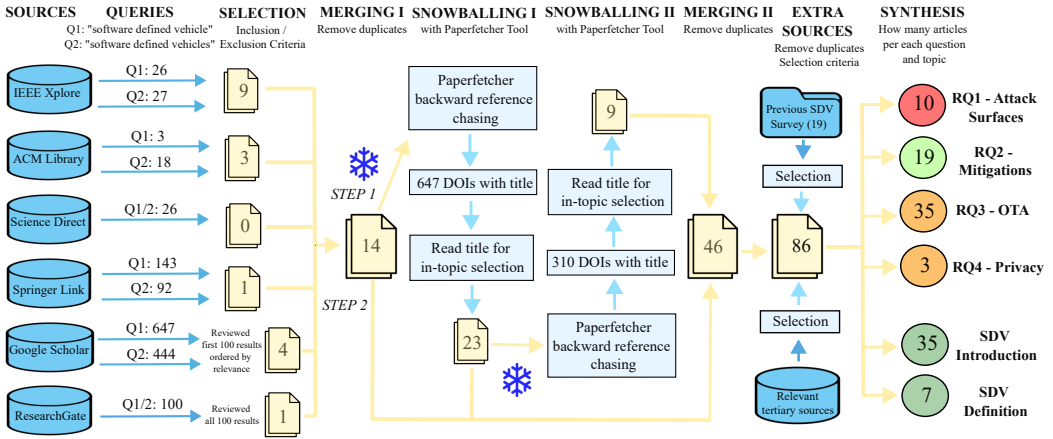 SOURCES
QUERIES
Q1: "software defined vehicle"
Q2: "software defined vehicles"
SELECTION
Inclusion /
Exclusion Criteria
MERGING I
Remove duplicates
SNOWBALLING I
with Paperfetcher Tool
SNOWBALLING II
with Paperfetcher Tool
MERGING II
Remove duplicates
EXTRA
SOURCES
Remove duplicates
Selection criteria
SYNTHESIS
How many articles
per each question
and topic
IEEE Xplore
Q1: 26
Q2: 27
9
ACM Library
Q1: 3
Q2: 18
3
Science Direct
Q1/2: 26
0
Springer Link
Q1: 143
Q2: 92
1
Google Scholar
Q1: 647
Q2: 444
Reviewed
first 100 results
ordered by
relevance
4
ResearchGate
Q1/2: 100
Reviewed
all 100 results
1
STEP 1
14
STEP 2
Paperfetcher
backward reference
chasing
647 DOIs with title
Read title for
in-topic selection
23
9
Read title for
in-topic selection
310 DOIs with title
Paperfetcher
backward reference
chasing
46
Previous SDV
Survey (19)
Selection
86
Selection
Relevant
tertiary sources
10
RQ1 - Attack
Surfaces
19
RQ2 -
Mitigations
35
RQ3 - OTA
3
RQ4 - Privacy
35
SDV
Introduction
7
SDV
Definition